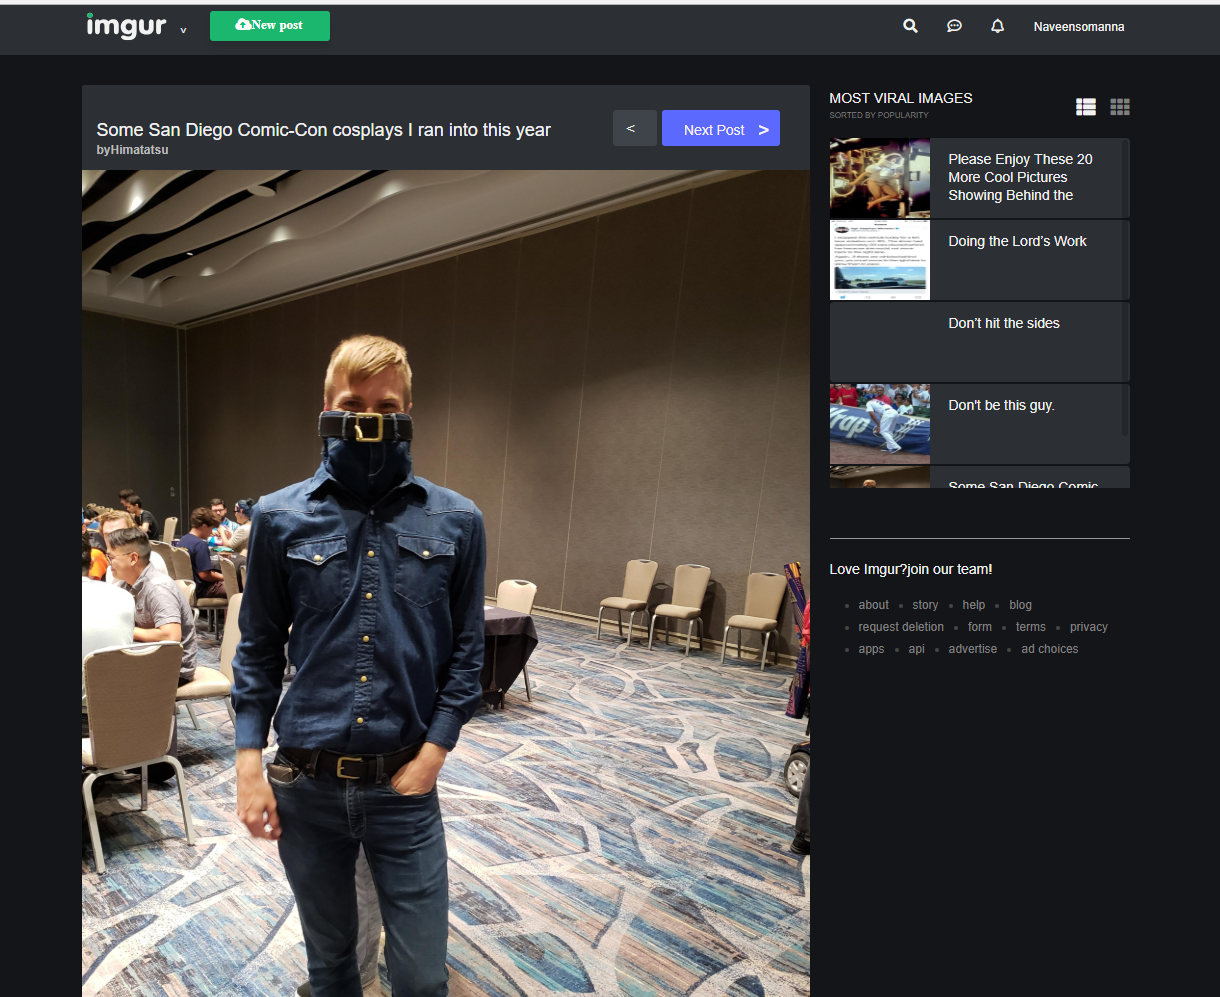 imgur v
New post
Naveensomanna
Some San Diego Comic-Con cosplays I ran into this year
byHimatatsu
<
Next Post >
MOST VIRAL IMAGES
SORTED BY POPULARITY
Please Enjoy These 20
More Cool Pictures
Showing Behind the
Doing the Lord's Work
Don't hit the sides
Don't be this guy.
Some San Diego Comic
Love Imgur?join our team!
about story help blog
request deletion form terms privacy
apps api advertise ad choices